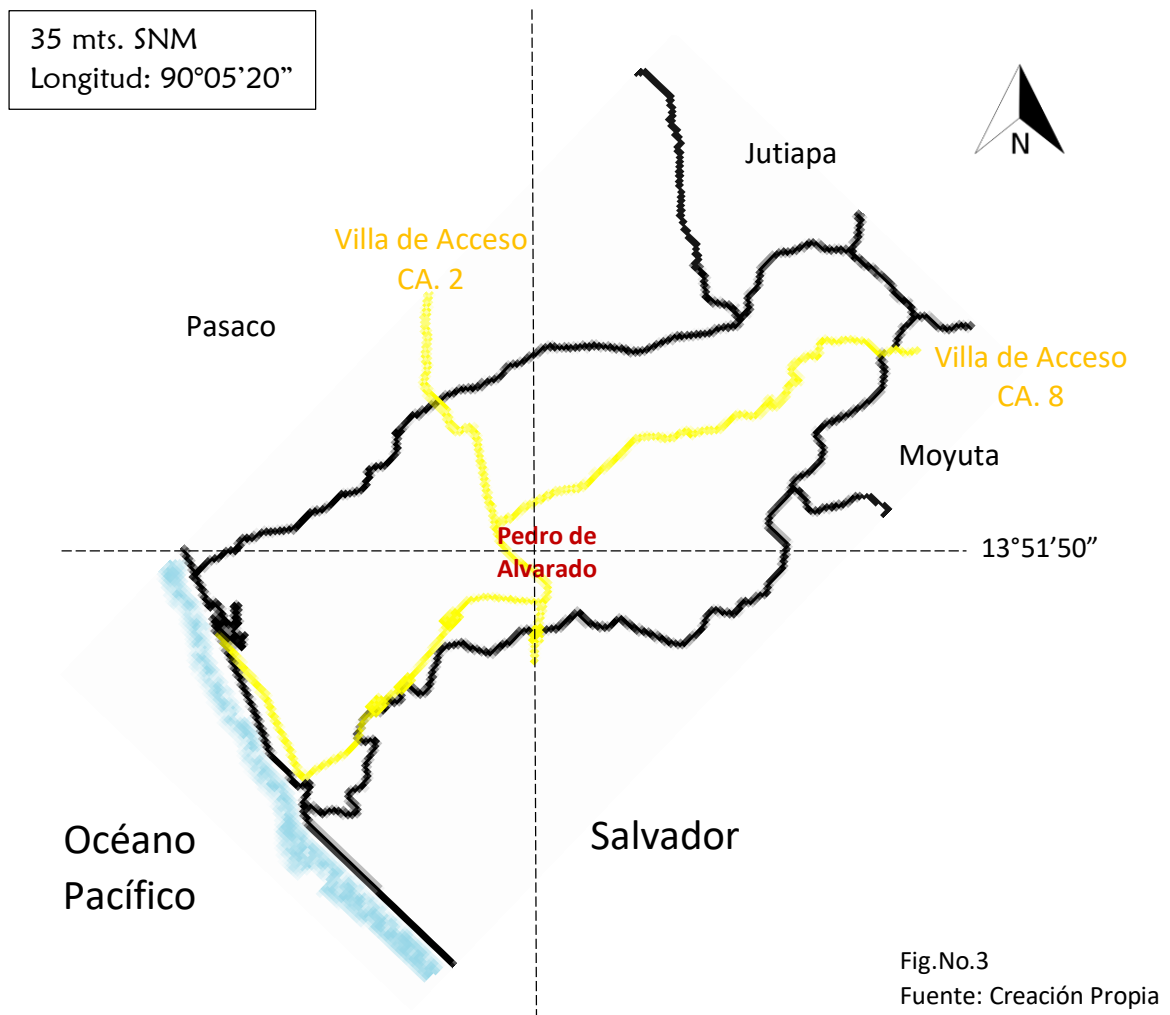 35 mts. SNM
Longitud: 90°05’20”
N
Jutiapa
Villa de Acceso
CA. 2
Pasaco
Villa de Acceso
CA. 8
Moyuta
Pedro de
Alvarado
13°51’50”
Océano
Pacífico
Salvador
Fig.No.3
Fuente: Creación Propia